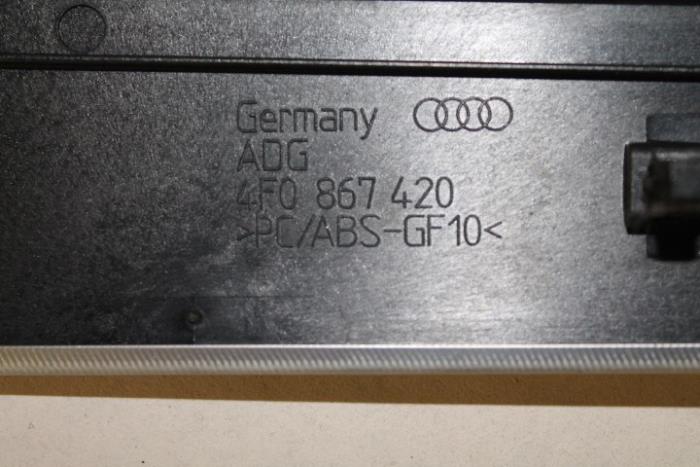 Germany
ADG
4F0 867 420
>PC/ABS-GF10<